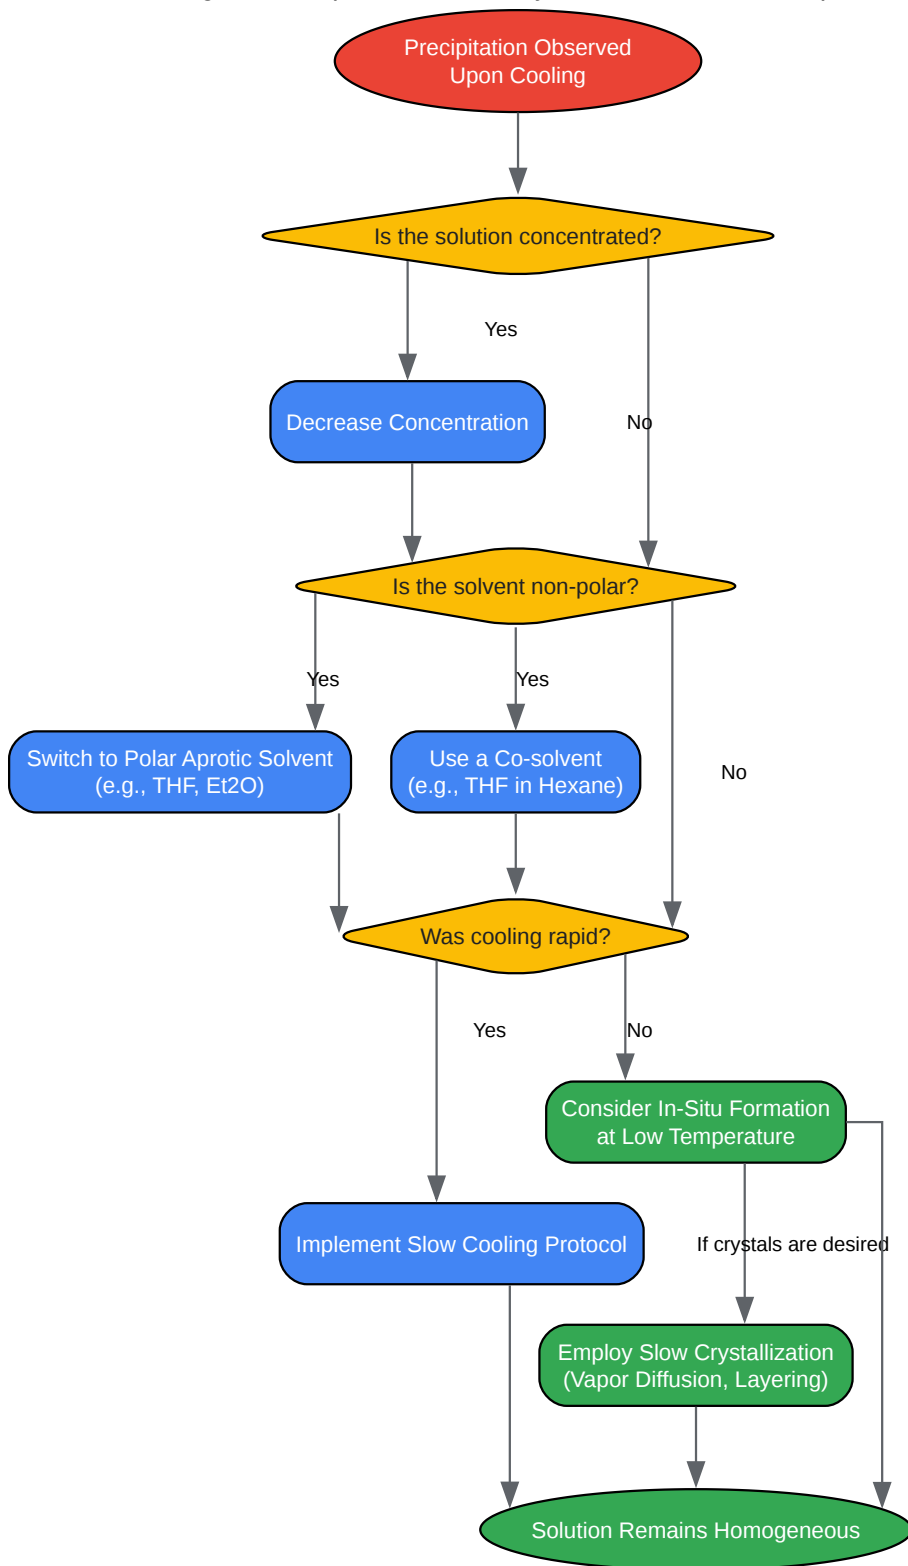 Precipitation Observed
Upon Cooling
Is the solution concentrated?
Yes
Decrease Concentration
No
Is the solvent non-polar?
Yes
Yes
Switch to Polar Aprotic Solvent
(e.g., THF, Et2O)
Use a Co-solvent
(e.g., THF in Hexane)
No
Was cooling rapid?
Yes
No
Consider In-Situ Formation
at Low Temperature
Implement Slow Cooling Protocol
If crystals are desired
Employ Slow Crystallization
(Vapor Diffusion, Layering)
Solution Remains Homogeneous